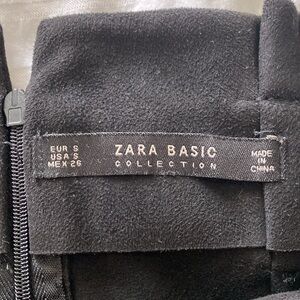 EUR S
USA S
MEX 26
ZARA BASIC
COLLECTION
MADE
IN
CHINA